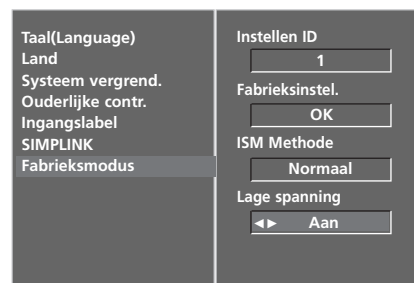 Taal(Language)
Land
Systeem vergrend.
Ouderlijke contr.
Ingangslabel
SIMPLINK
Fabrieksmodus
Instellen ID
1
Fabrieksinstel.
OK
ISM Methode
Normaal
Lage spanning
◄► Aan